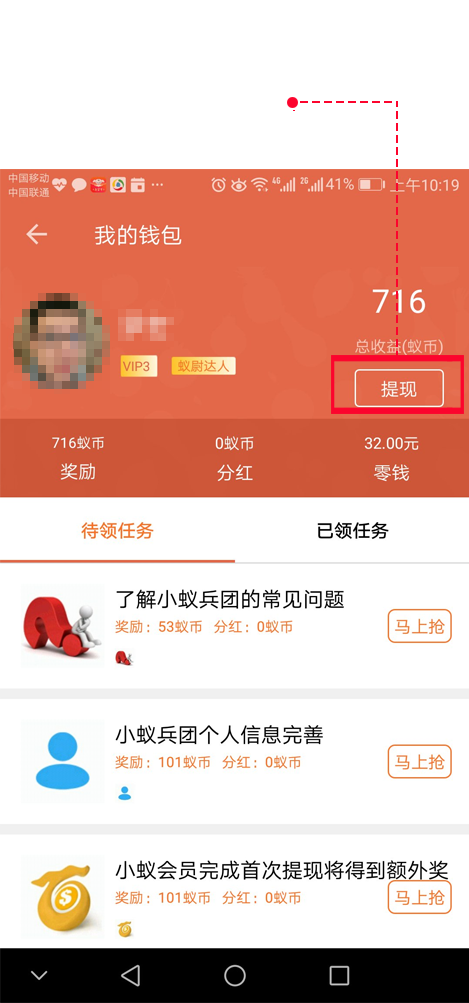 中国移动
中国联通
4G 2G 41% 上午10:19
我的钱包
716
总收益(蚁币)
VIP3 蚁尉达人
提现
716蚁币 0蚁币 32.00元
奖励 分红 零钱
待领任务 已领任务
了解小蚁兵团的常见问题
奖励：53蚁币 分红：0蚁币
马上抢
小蚁兵团个人信息完善
奖励：101蚁币 分红：0蚁币
马上抢
小蚁会员完成首次提现将得到额外奖
奖励：101蚁币 分红：0蚁币
马上抢